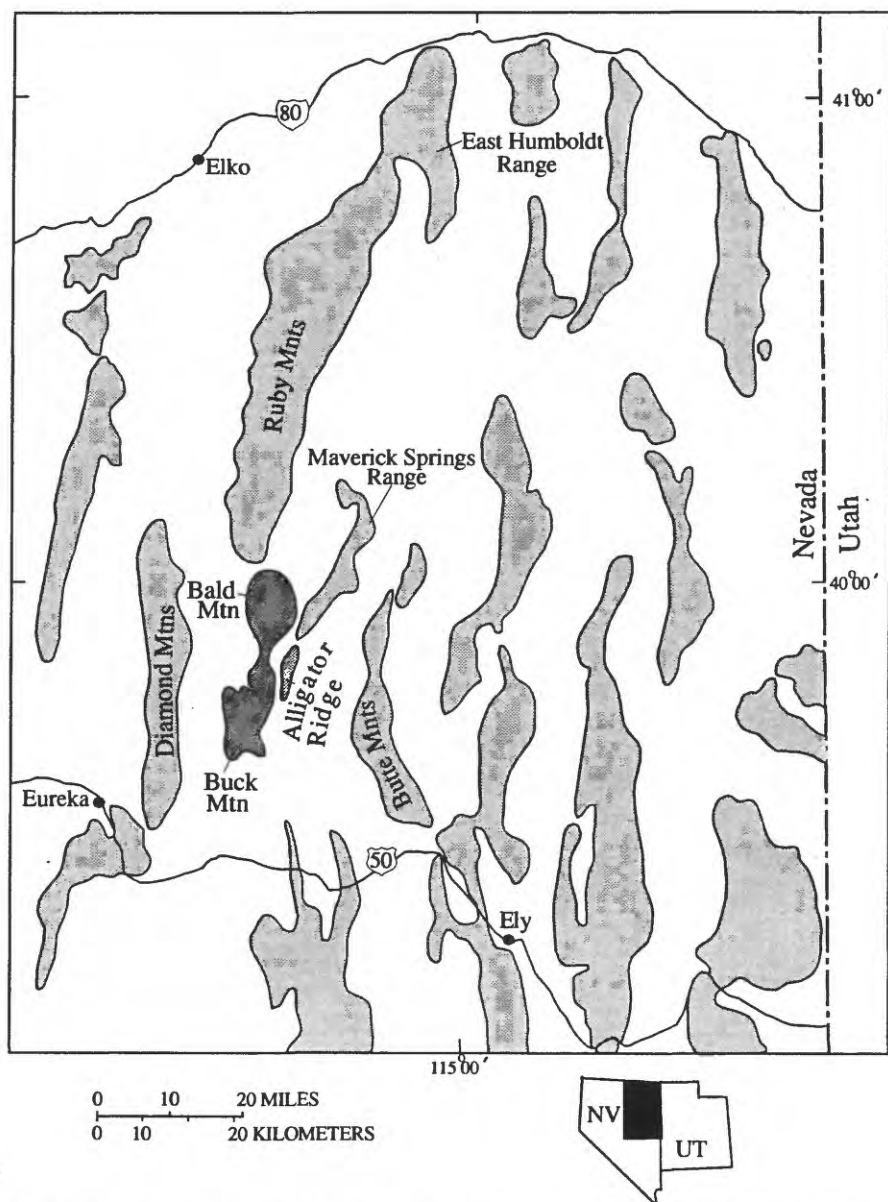 80
41°00'
Elko
East Humboldt
Range
Ruby Mnts
Maverick Springs
Range
Nevada
Utah
40°00'
Bald
Mtn
Diamond Mtns
Alligator
Ridge
Butte Mnts
Buck
Mtn
Eureka
50
Ely
115°00'
0 10 20 MILES
0 10 20 KILOMETERS
NV
UT